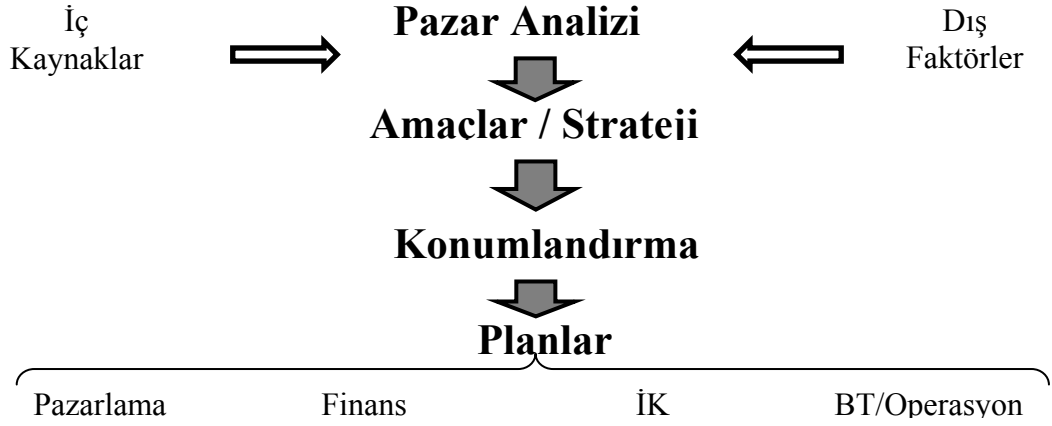 İç
Kaynaklar
Pazar Analizi
Dış
Faktörler
Amaçlar / Strateji
Konumlandırma
Planlar
Pazarlama Finans İK BT/Operasyon